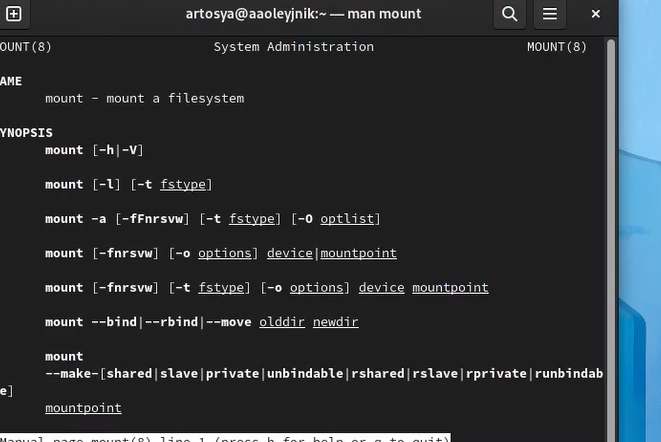 artosya@aaoleyjnik:~ — man mount
OUNT(8) System Administration MOUNT(8)
AME
mount - mount a filesystem
YNOPSIS
mount [-h|-V]
mount [-l] [-t fstype]
mount -a [-fFnrsvw] [-t fstype] [-O optlist]
mount [-fnrsvw] [-o options] device|mountpoint
mount [-fnrsvw] [-t fstype] [-o options] device mountpoint
mount --bind|--rbind|--move olddir newdir
mount
--make-[shared|slave|private|unbindable|rshared|rslave|rprivate|runbindab
e]
mountpoint
Manual page mount(8) line 1 (press h for help or q to quit)